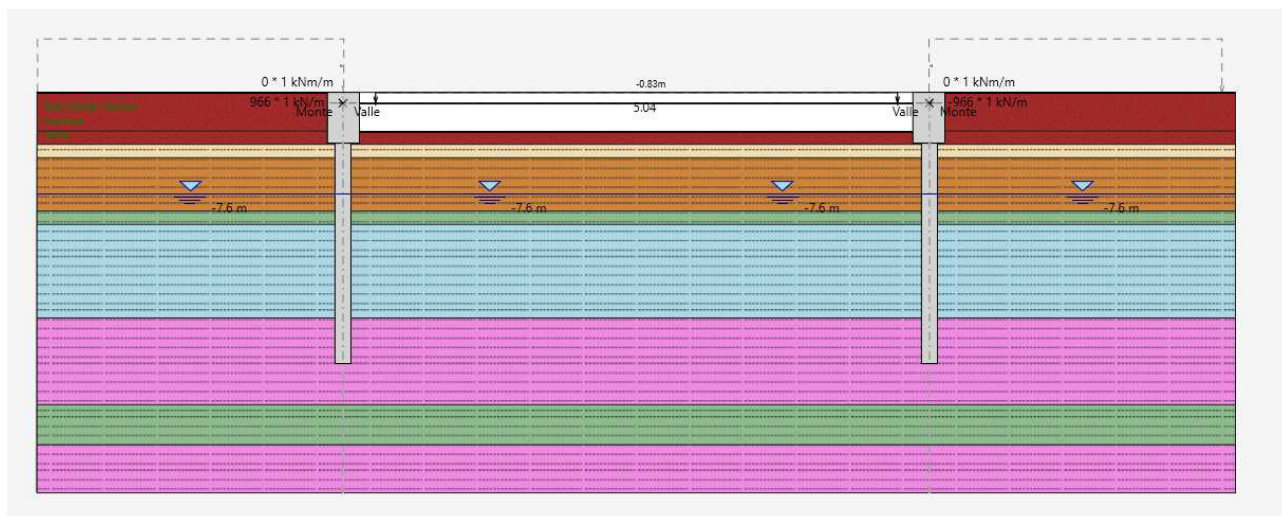 0 * 1 kNm/m
-0.83m
0 * 1 kNm/m
966 * 1 kN/m
5.04
-966 * 1 kN/m
Monte
Valle
Valle
Monte
-7.6 m
-7.6 m
-7.6 m
-7.6 m